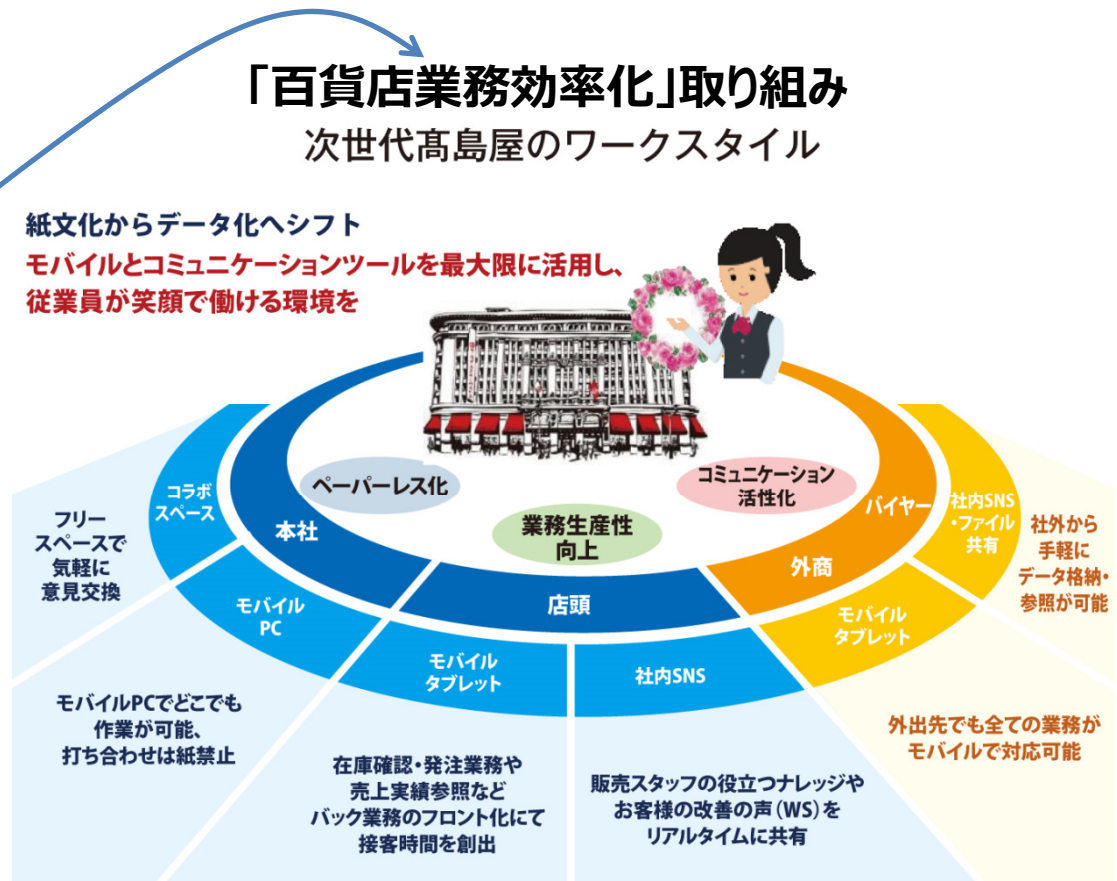 「百貨店業務効率化」取り組み
次世代髙島屋のワークスタイル
紙文化からデータ化へシフト
モバイルとコミュニケーションツールを最大限に活用し、
従業員が笑顔で働ける環境を
ペーパーレス化
コミュニケーション
活性化
業務生産性
向上
本社
店頭
外商
バイヤー
コラボ
スペース
モバイル
PC
モバイル
タブレット
社内SNS
モバイル
タブレット
社内SNS
・ファイル
共有
フリー
スペースで
気軽に
意見交換
モバイルPCでどこでも
作業が可能、
打ち合わせは紙禁止
在庫確認・発注業務や
売上実績参照など
バック業務のフロント化にて
接客時間を創出
販売スタッフの役立つナレッジや
お客様の改善の声（WS）を
リアルタイムに共有
外出先でも全ての業務が
モバイルで対応可能
社外から
手軽に
データ格納・
参照が可能